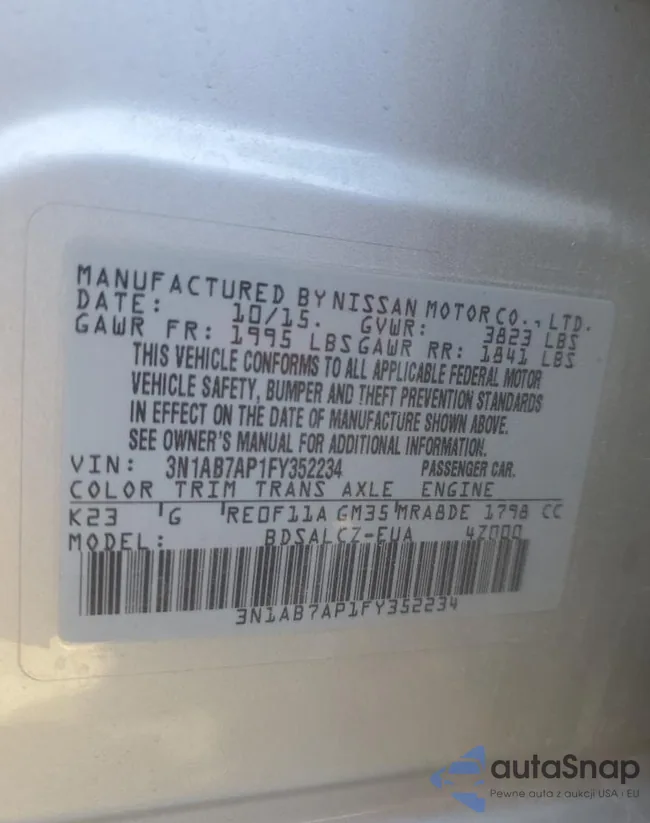 MANUFACTURED BY NISSAN MOTOR CO., LTD.
DATE: 10/15. GVWR: 3823 LBS
GAWR FR: 1995 LBS GAWR RR: 1841 LBS
THIS VEHICLE CONFORMS TO ALL APPLICABLE FEDERAL MOTOR
VEHICLE SAFETY, BUMPER AND THEFT PREVENTION STANDARDS
IN EFFECT ON THE DATE OF MANUFACTURE SHOWN ABOVE.
SEE OWNER'S MANUAL FOR ADDITIONAL INFORMATION.
VIN: 3N1AB7AP1FY352234 PASSENGER CAR.
COLOR TRIM TRANS AXLE ENGINE
K23 'G 'RE0F11A GM35 'MRA8DE 1798 CC
MODEL: BDSALCZ-EUA 4Z000
3N1AB7AP1FY352234
autaSnap
Pewne auta z aukcji USA i EU